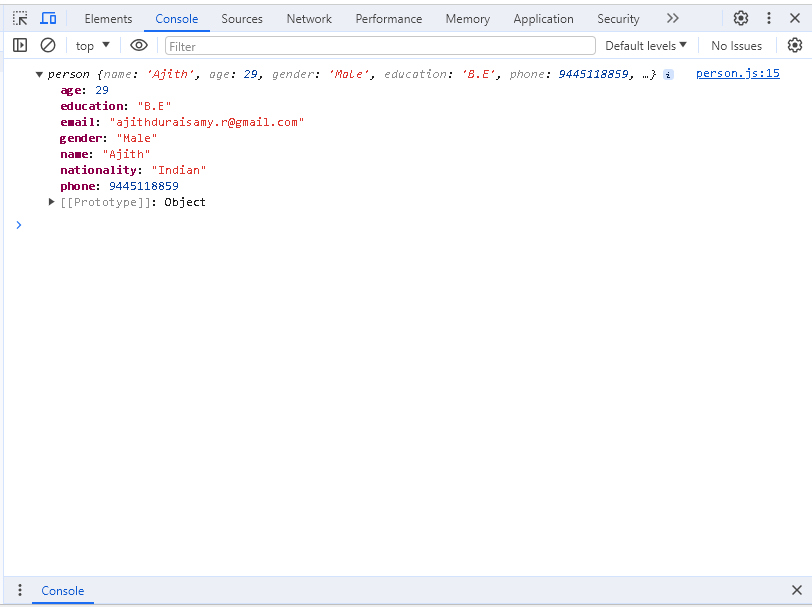 Elements Console Sources Network Performance Memory Application Security
top Filter Default levels No Issues
person {name: 'Ajith', age: 29, gender: 'Male', education: 'B.E', phone: 9445118859, …} i person.js:15
age: 29
education: "B.E"
email: "ajithduraisamy.r@gmail.com"
gender: "Male"
name: "Ajith"
nationality: "Indian"
phone: 9445118859
[[Prototype]]: Object
Console